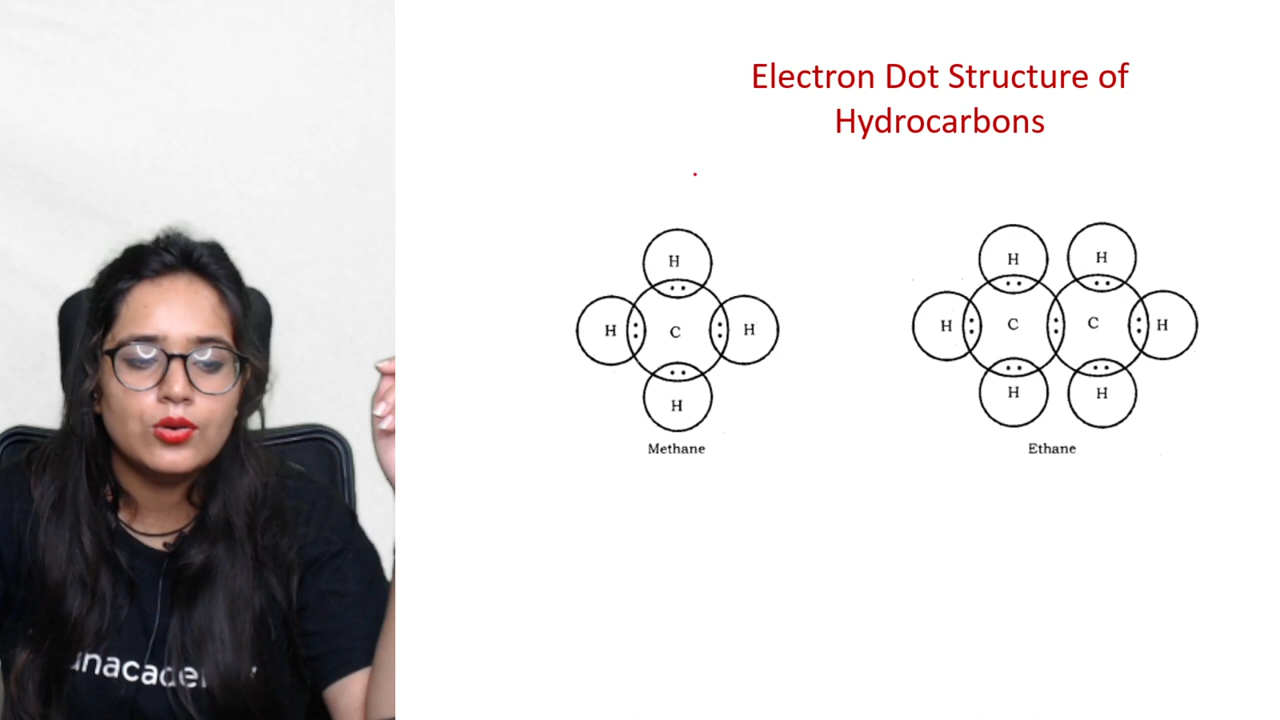 Electron Dot Structure of
Hydrocarbons
H
H C H
H
Methane
H H
H C C H
H H
Ethane
unacade